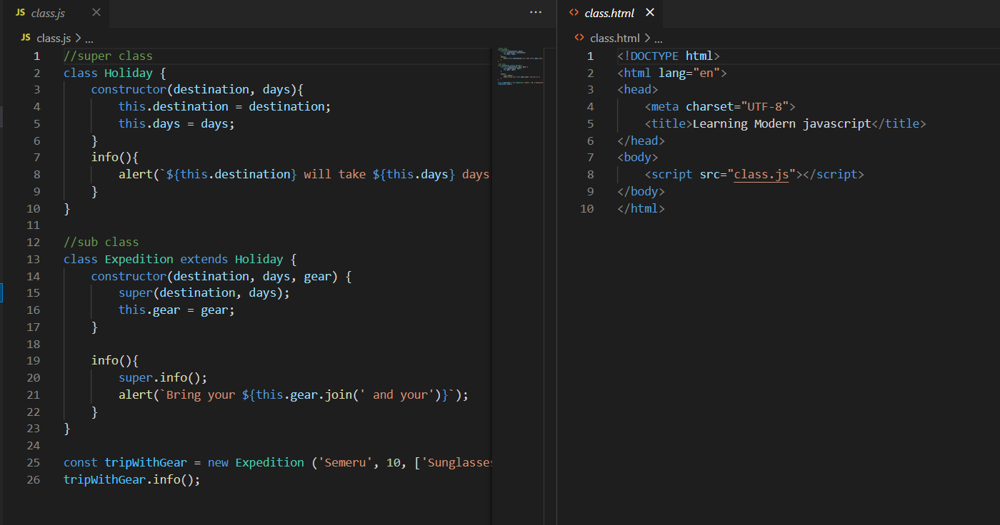 JS class.js
JS class.js > ...
1 //super class
2 class Holiday {
3 constructor(destination, days){
4 this.destination = destination;
5 this.days = days;
6 }
7 info(){
8 alert(`${this.destination} will take ${this.days} days
9 }
10 }
11
12 //sub class
13 class Expedition extends Holiday {
14 constructor(destination, days, gear) {
15 super(destination, days);
16 this.gear = gear;
17 }
18
19 info(){
20 super.info();
21 alert(`Bring your ${this.gear.join(' and your')}`);
22 }
23 }
24
25 const tripWithGear = new Expedition ('Semeru', 10, ['Sunglasses
26 tripWithGear.info();
<> class.html
<> class.html > ...
1 <!DOCTYPE html>
2 <html lang="en">
3 <head>
4 <meta charset="UTF-8">
5 <title>Learning Modern javascript</title>
6 </head>
7 <body>
8 <script src="class.js"></script>
9 </body>
10 </html>